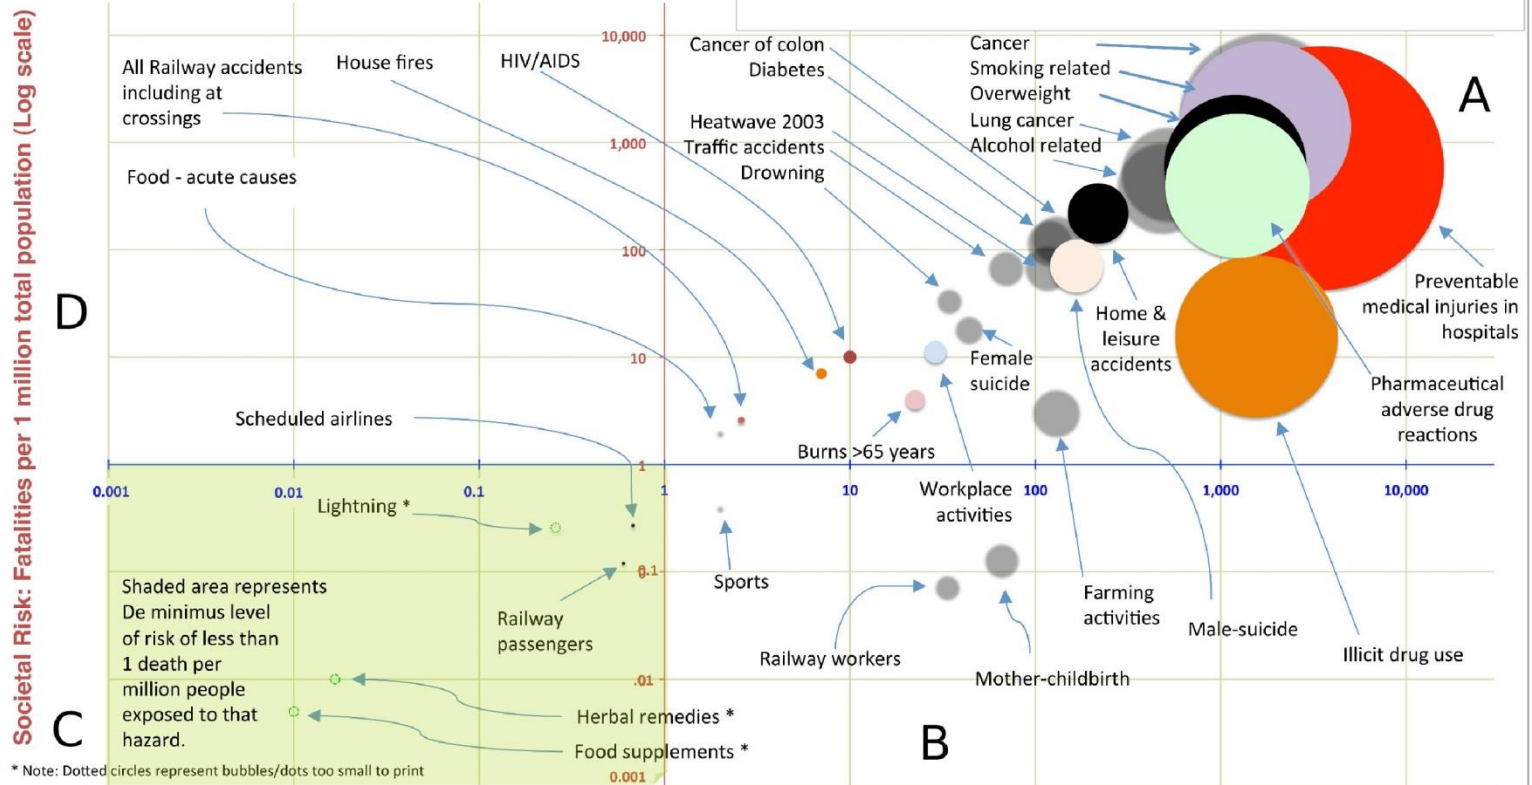 Societal Risk: Fatalities per 1 million total population (Log scale)
10,000
1,000
100
10
1
0.1
.01
0.001
0.001
0.01
0.1
1
10
100
1,000
10,000
All Railway accidents
including at
crossings
House fires
HIV/AIDS
Food - acute causes
Cancer of colon
Diabetes
Heatwave 2003
Traffic accidents
Drowning
Cancer
Smoking related
Overweight
Lung cancer
Alcohol related
A
Preventable
medical injuries in
hospitals
Home &
leisure
accidents
Female
suicide
Pharmaceutical
adverse drug
reactions
D
Scheduled airlines
Burns >65 years
Workplace
activities
Lightning *
Sports
Railway
passengers
Farming
activities
Male-suicide
Illicit drug use
Railway workers
Mother-childbirth
Shaded area represents
De minimus level
of risk of less than
1 death per
million people
exposed to that
hazard.
Herbal remedies *
Food supplements *
C
B
* Note: Dotted circles represent bubbles/dots too small to print